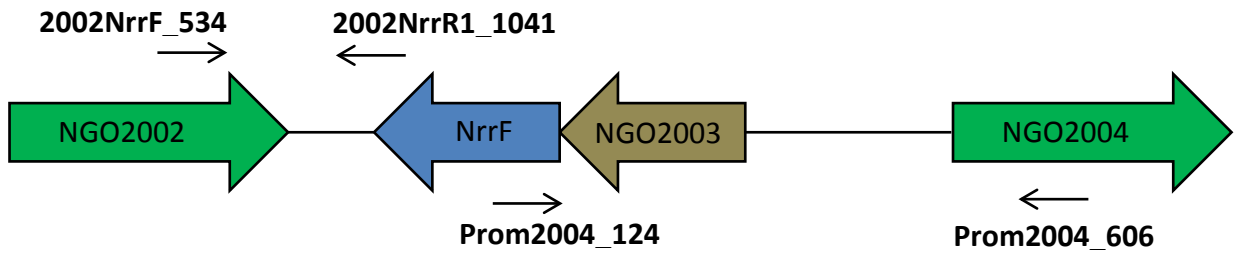 2002NrrF_534 2002NrrR1_1041
NGO2002 NrrF NGO2003 NGO2004
Prom2004_124 Prom2004_606